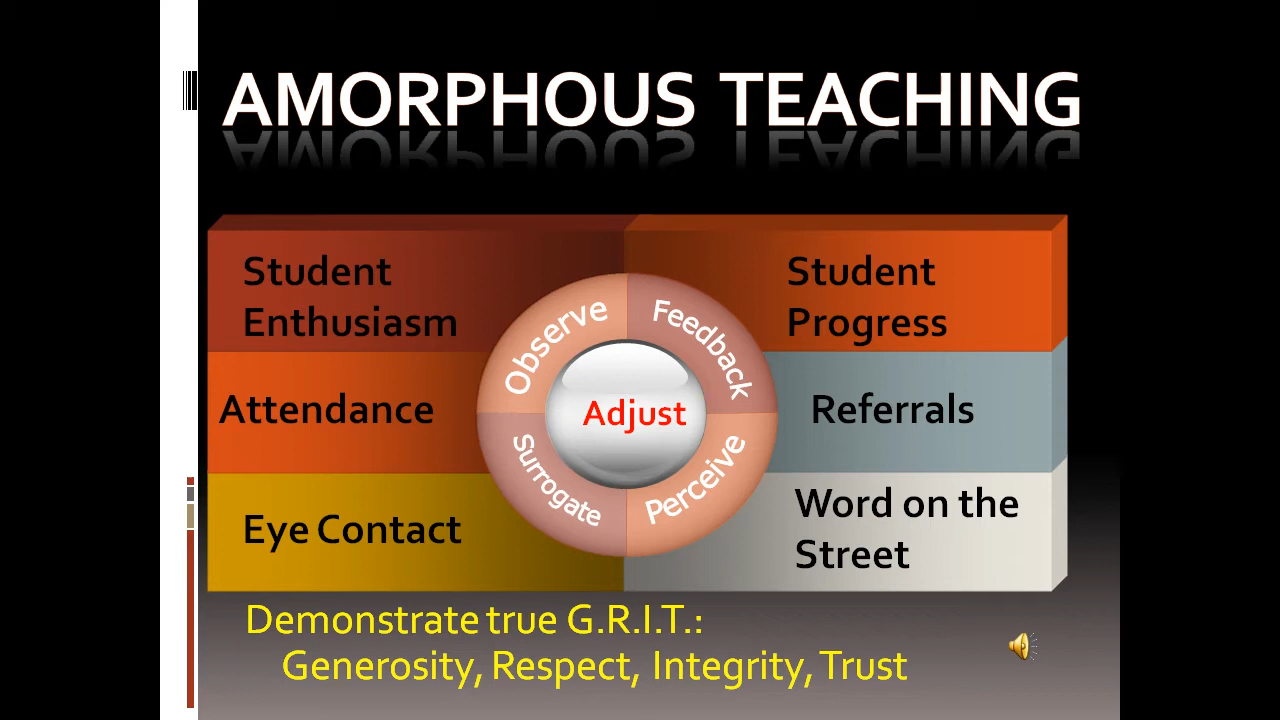 AMORPHOUS TEACHING
Student
Enthusiasm
Student
Progress
Observe
Feedback
Attendance
Adjust
Referrals
Surrogate
Perceive
Eye Contact
Word on the
Street
Demonstrate true G.R.I.T.:
Generosity, Respect, Integrity, Trust